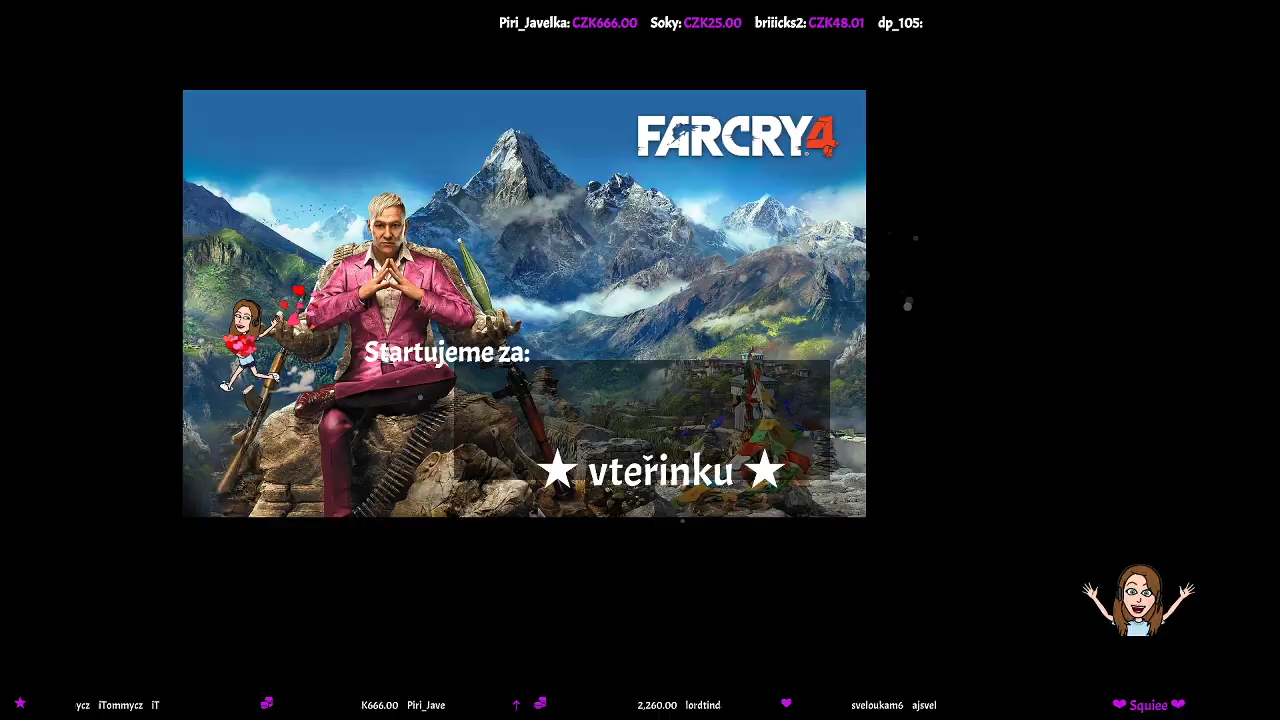 Piri_Javelka: CZK666.00 Soky: CZK25.00 briiicks2: CZK48.01 dp_105:
FARCRY4
Startujeme za:
★ vteřinku ★
★ ycz iTommycz iT K666.00 Piri_Jave ↑ 2,260.00 lordtind ❤ sveloukam6 ajsvel ❤ Squiee ❤